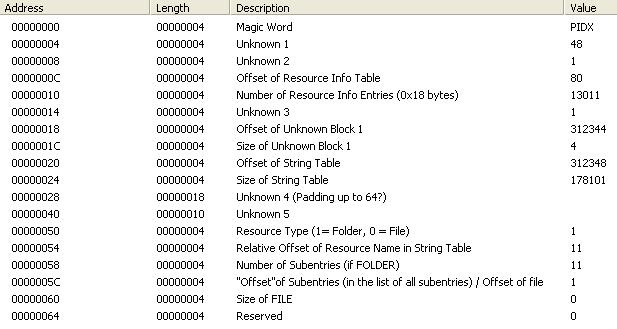 Address Length Description Value
00000000 00000004 Magic Word PIDX
00000004 00000004 Unknown 1 48
00000008 00000004 Unknown 2 1
0000000C 00000004 Offset of Resource Info Table 80
00000010 00000004 Number of Resource Info Entries (0x18 bytes) 13011
00000014 00000004 Unknown 3 1
00000018 00000004 Offset of Unknown Block 1 312344
0000001C 00000004 Size of Unknown Block 1 4
00000020 00000004 Offset of String Table 312348
00000024 00000004 Size of String Table 178101
00000028 00000018 Unknown 4 (Padding up to 64?)
00000040 00000010 Unknown 5
00000050 00000004 Resource Type (1= Folder, 0 = File) 1
00000054 00000004 Relative Offset of Resource Name in String Table 11
00000058 00000004 Number of Subentries (if FOLDER) 11
0000005C 00000004 "Offset"of Subentries (in the list of all subentries) / Offset of file 1
00000060 00000004 Size of FILE 0
00000064 00000004 Reserved 0